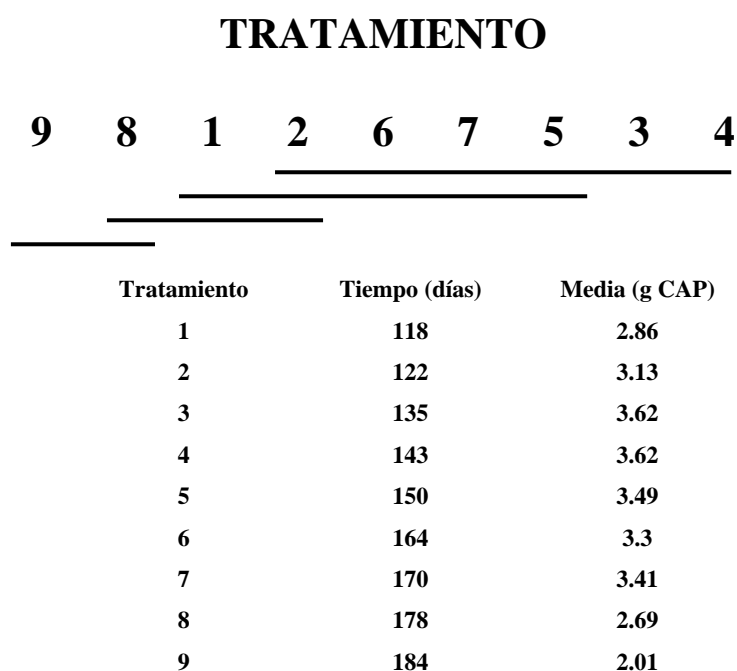 TRATAMIENTO
9 8 1 2 6 7 5 3 4
Tratamiento Tiempo (días) Media (g CAP)
1 118 2.86
2 122 3.13
3 135 3.62
4 143 3.62
5 150 3.49
6 164 3.3
7 170 3.41
8 178 2.69
9 184 2.01